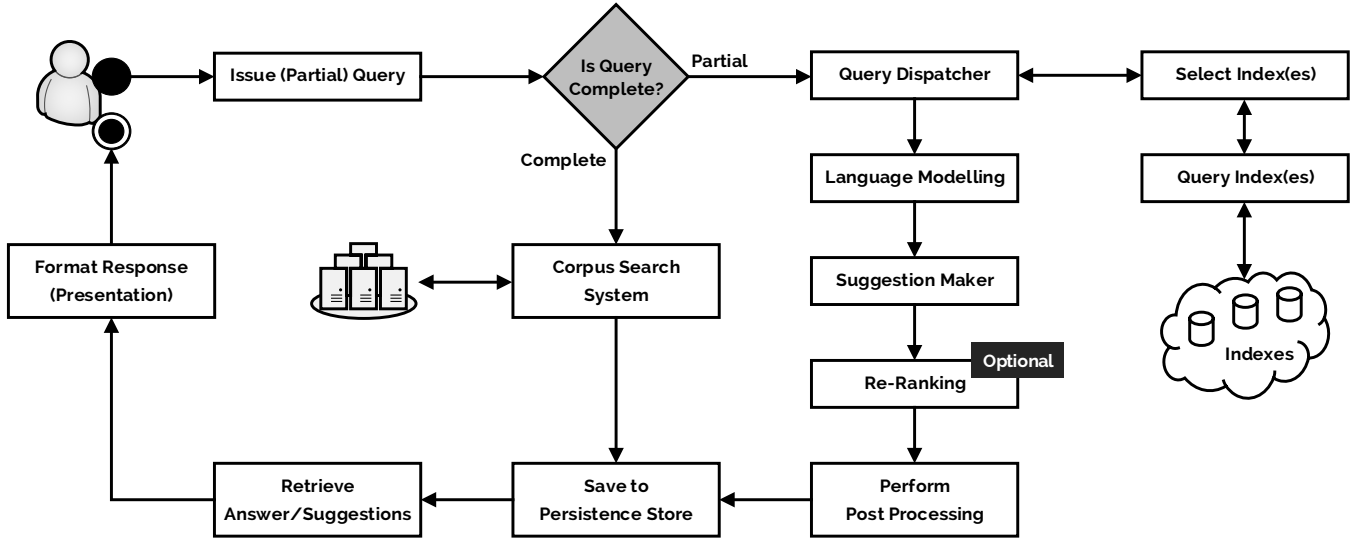 Issue (Partial) Query
Is Query
Complete?
Partial
Query Dispatcher
Select Index(es)
Complete
Language Modelling
Query Index(es)
Format Response
(Presentation)
Corpus Search
System
Suggestion Maker
Indexes
Optional
Re-Ranking
Retrieve
Answer/Suggestions
Save to
Persistence Store
Perform
Post Processing